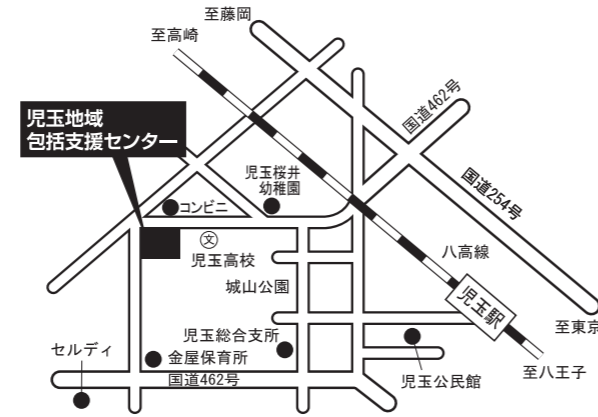 至藤岡
至高崎
国道462号
児玉地域
包括支援センター
児玉桜井
幼稚園
コンビニ
国道254号
文
児玉高校
八高線
城山公園
児玉駅
至東京
児玉総合支所
セルディ
金屋保育所
国道462号
児玉公民館
至八王子